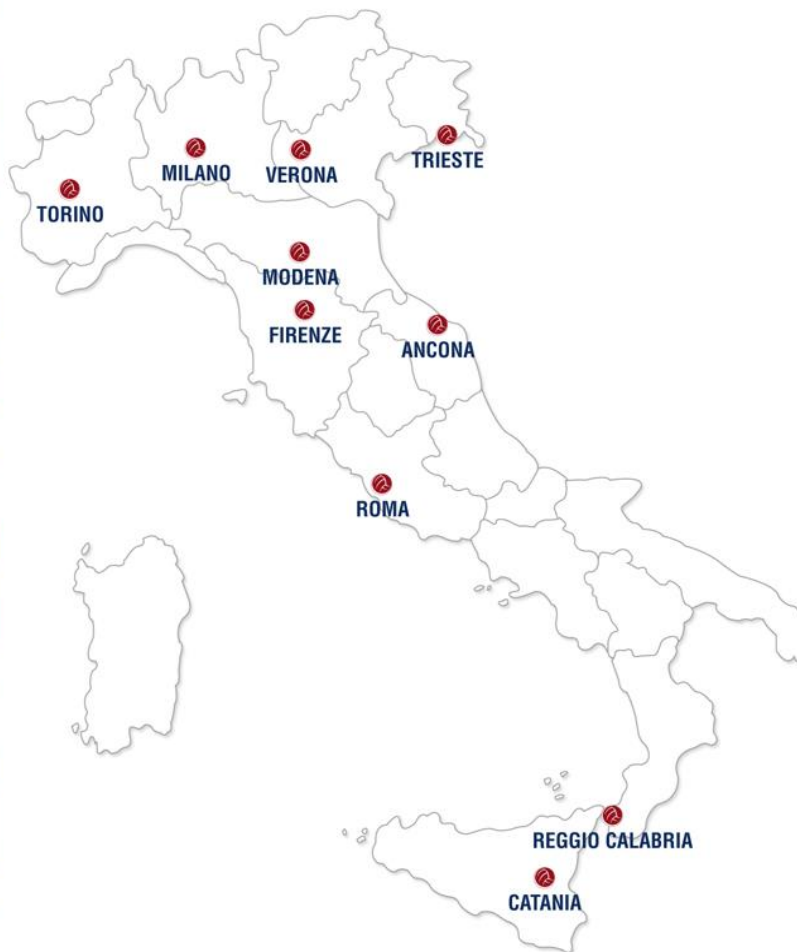 TRIESTE
MILANO
VERONA
TORINO
MODENA
FIRENZE
ANCONA
ROMA
REGGIO CALABRIA
CATANIA